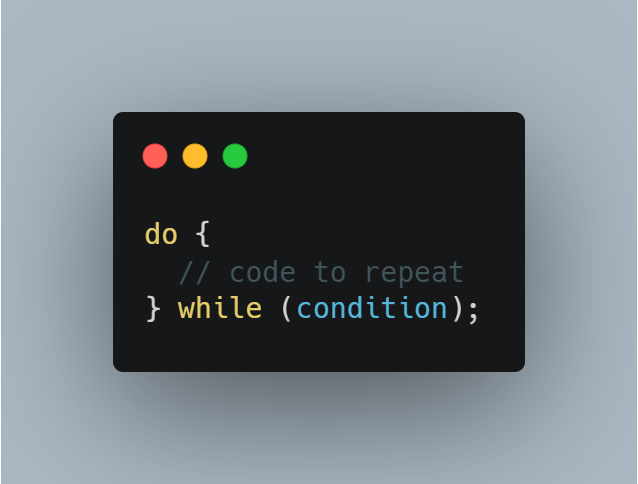 do {
  // code to repeat
} while (condition);